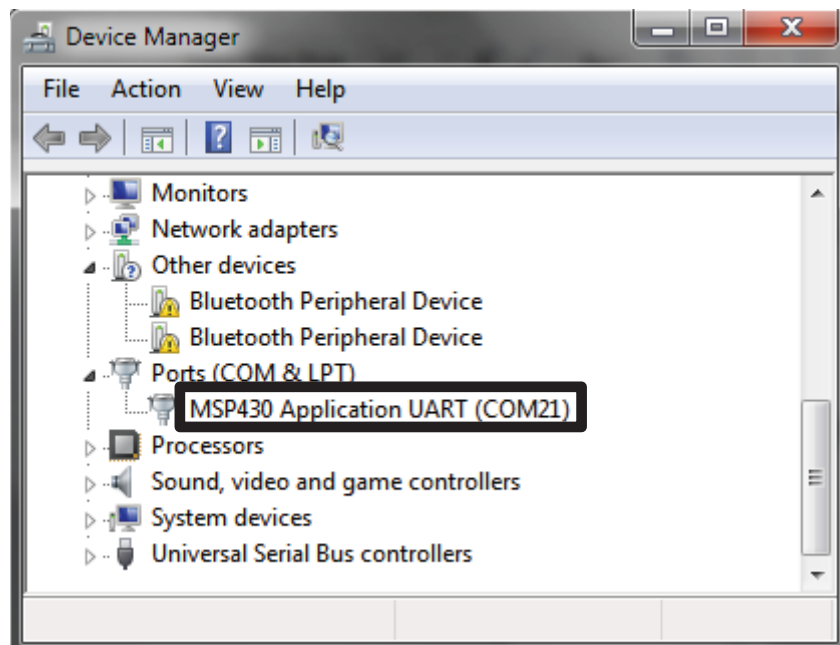 Device Manager
File Action View Help
Monitors
Network adapters
Other devices
Bluetooth Peripheral Device
Bluetooth Peripheral Device
Ports (COM & LPT)
MSP430 Application UART (COM21)
Processors
Sound, video and game controllers
System devices
Universal Serial Bus controllers